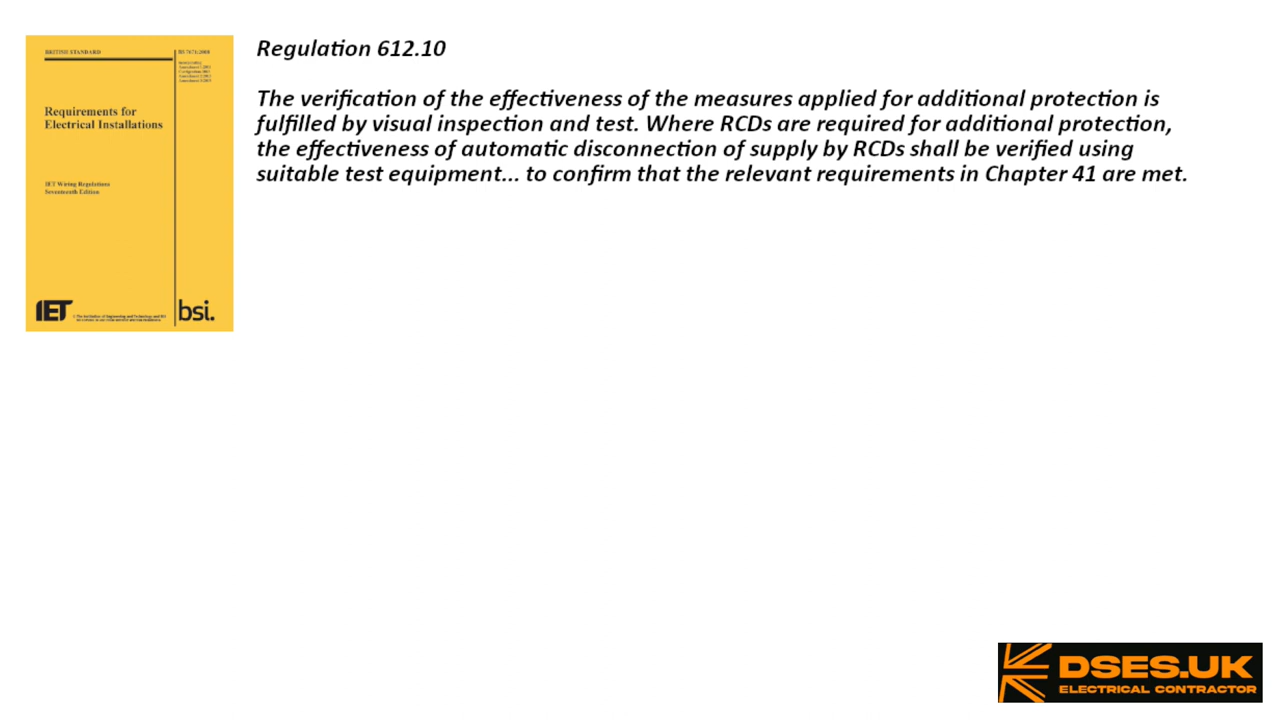 BRITISH STANDARD
BS 7671:2008
Requirements for
Electrical Installations
IET Wiring Regulations
Seventeenth Edition
IET
bsi.
Regulation 612.10
The verification of the effectiveness of the measures applied for additional protection is
fulfilled by visual inspection and test. Where RCDs are required for additional protection,
the effectiveness of automatic disconnection of supply by RCDs shall be verified using
suitable test equipment... to confirm that the relevant requirements in Chapter 41 are met.
DSES.UK
ELECTRICAL CONTRACTOR